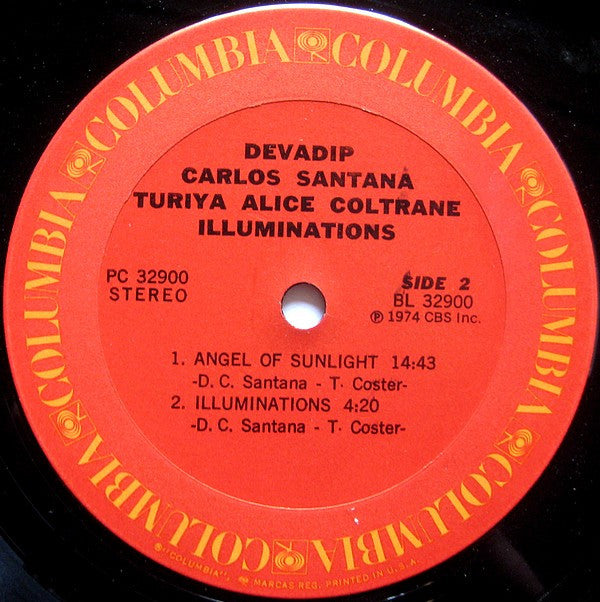 COLUMBIA COLUMBIA COLUMBIA COLUMBIA COLUMBIA COLUMBIA
DEVADIP
CARLOS SANTANA
TURIYA ALICE COLTRANE
ILLUMINATIONS
PC 32900
STEREO
SIDE 2
BL 32900
Ⓟ 1974 CBS Inc.
1. ANGEL OF SUNLIGHT 14:43
-D. C. Santana - T. Coster-
2. ILLUMINATIONS 4:20
-D. C. Santana - T. Coster-
"COLUMBIA", MARCAS REG. PRINTED IN U.S.A.